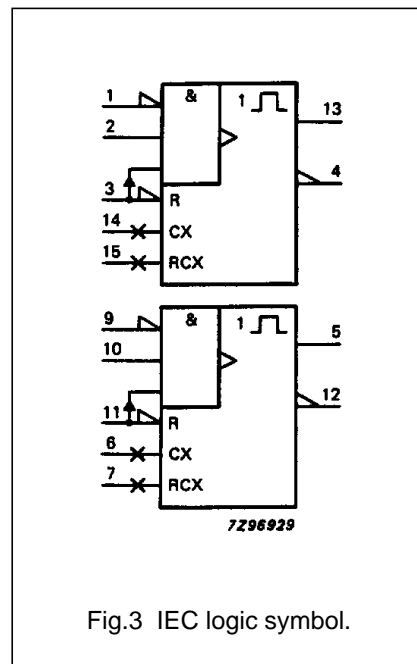 1 & 1 13
2
4
3 R
14 CX
15 RCX
9 & 1 5
10
12
11 R
6 CX
7 RCX
7Z96929
Fig.3 IEC logic symbol.